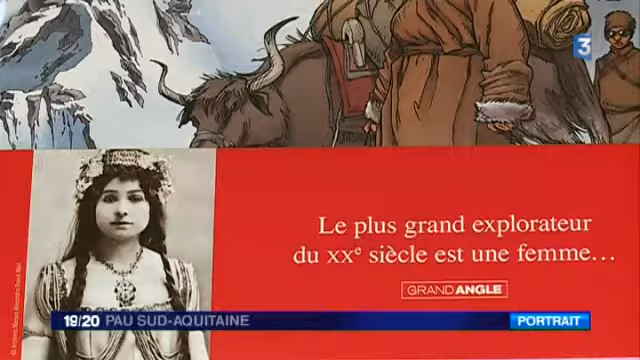 3
Le plus grand explorateur
du XXe siècle est une femme...
GRANDANGLE
19/20 PAU SUD-AQUITAINE
PORTRAIT